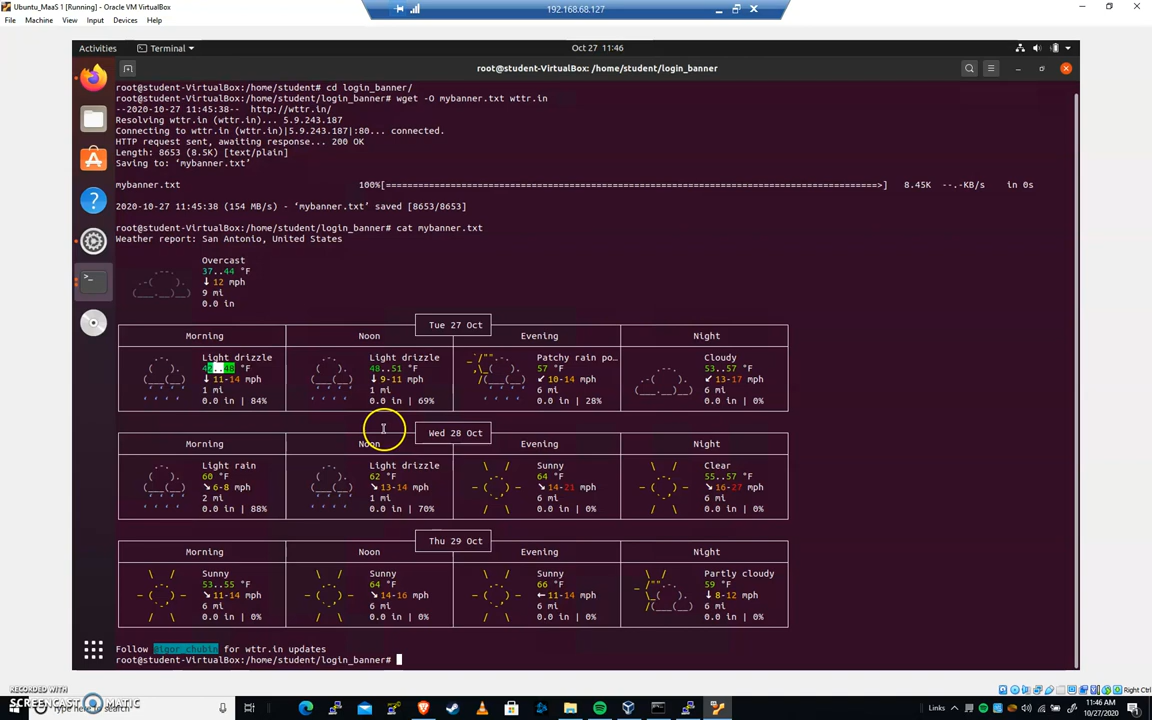 Ubuntu_MaaS 1 [Running] - Oracle VM VirtualBox
192.168.68.127
File Machine View Input Devices Help
Activities Terminal Oct 27 11:46
root@student-VirtualBox: /home/student/login_banner
root@student-VirtualBox:/home/student# cd login_banner/
root@student-VirtualBox:/home/student/login_banner# wget -O mybanner.txt wttr.in
--2020-10-27 11:45:38-- http://wttr.in/
Resolving wttr.in (wttr.in)... 5.9.243.187
Connecting to wttr.in (wttr.in)|5.9.243.187|:80... connected.
HTTP request sent, awaiting response... 200 OK
Length: 8653 (8.5K) [text/plain]
Saving to: ‘mybanner.txt’
mybanner.txt 100%[=====================================================================================>] 8.45K --.-KB/s in 0s
2020-10-27 11:45:38 (154 MB/s) - ‘mybanner.txt’ saved [8653/8653]
root@student-VirtualBox:/home/student/login_banner# cat mybanner.txt
Weather report: San Antonio, United States
Overcast
37..44 °F
↓ 12 mph
9 mi
0.0 in
Tue 27 Oct
Morning Noon Evening Night
Light drizzle Light drizzle Patchy rain po… Cloudy
42..48 °F 48..51 °F 57 °F 53..57 °F
↓ 11-14 mph ↓ 9-11 mph ↙ 10-14 mph ↙ 13-17 mph
1 mi 1 mi 6 mi 6 mi
0.0 in | 84% 0.0 in | 69% 0.0 in | 28% 0.0 in | 0%
Wed 28 Oct
Morning Noon Evening Night
Light rain Light drizzle Sunny Clear
60 °F 62 °F 64 °F 55..57 °F
↘ 6-8 mph ↘ 13-14 mph ↘ 14-21 mph ↘ 16-27 mph
2 mi 1 mi 6 mi 6 mi
0.0 in | 88% 0.0 in | 70% 0.0 in | 0% 0.0 in | 0%
Thu 29 Oct
Morning Noon Evening Night
Sunny Sunny Sunny Partly cloudy
53..55 °F 64 °F 66 °F 59 °F
↘ 11-14 mph ↘ 14-16 mph ← 11-14 mph ↓ 8-12 mph
6 mi 6 mi 6 mi 6 mi
0.0 in | 0% 0.0 in | 0% 0.0 in | 0% 0.0 in | 0%
Follow @igor_chubin for wttr.in updates
root@student-VirtualBox:/home/student/login_banner#
Right Ctrl
RECORDED WITH
SCREENCAST MATIC
Type here to search
Links
11:46 AM
10/27/2020